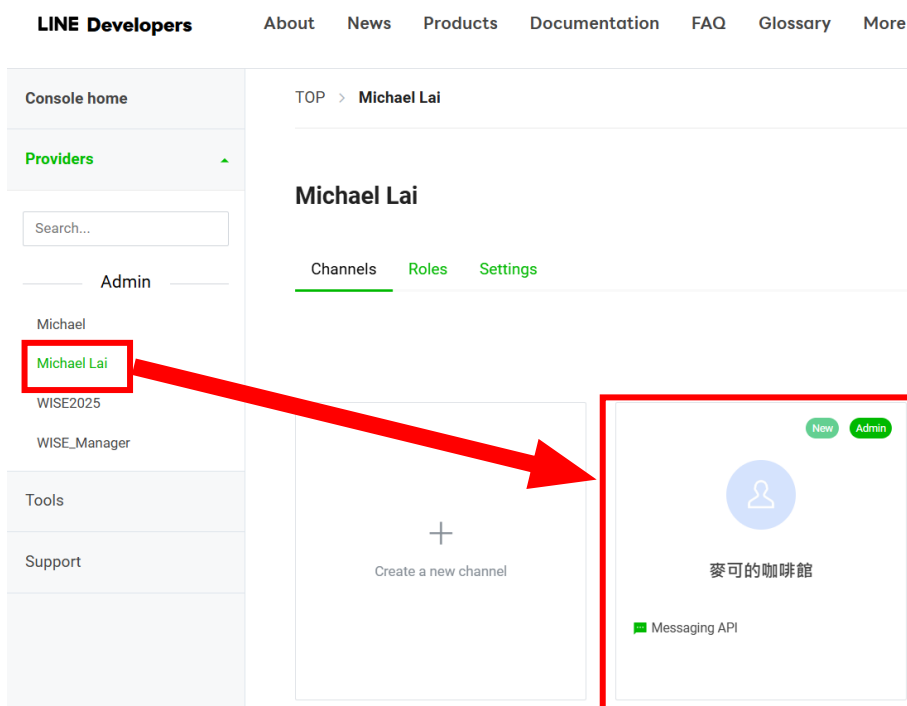 LINE Developers
About News Products Documentation FAQ Glossary More
Console home
Providers
Search...
Admin
Michael
Michael Lai
WISE2025
WISE_Manager
Tools
Support
TOP > Michael Lai
Michael Lai
Channels Roles Settings
Create a new channel
New Admin
麥可的咖啡館
Messaging API